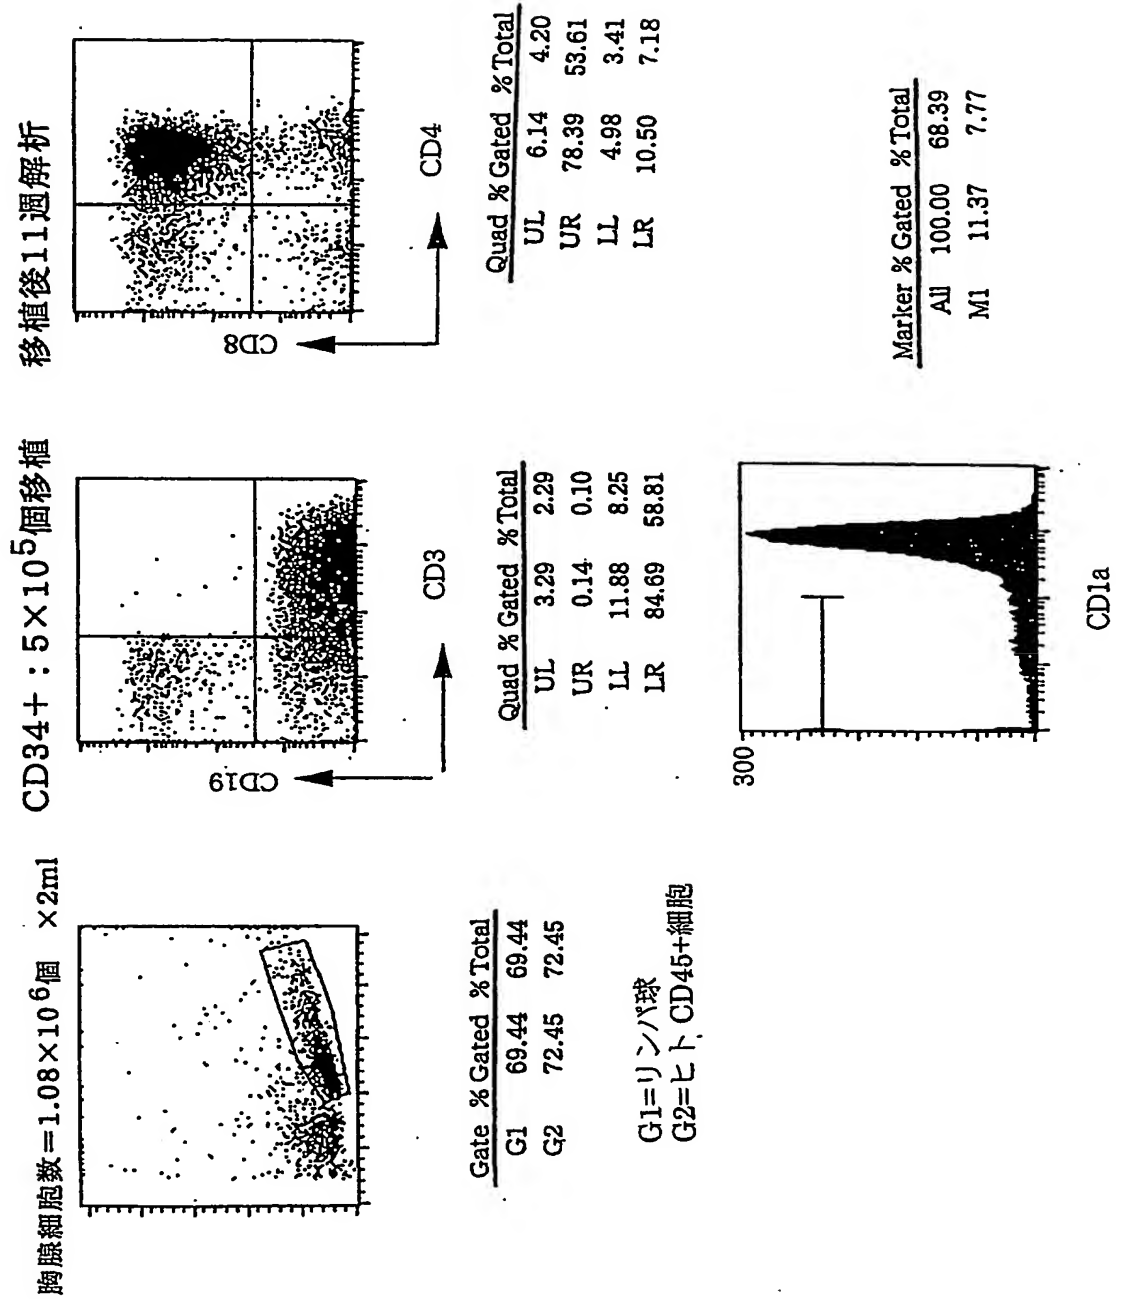 胸腺細胞数=1.08×10⁶個 ×2ml
CD34+:5×10⁵個移植
移植後11週解析
CD19
CD3
CD8
CD4
Gate % Gated % Total
G1 69.44 69.44
G2 72.45 72.45
Quad % Gated % Total
UL 3.29 2.29
UR 0.14 0.10
LL 11.88 8.25
LR 84.69 58.81
Quad % Gated % Total
UL 6.14 4.20
UR 78.39 53.61
LL 4.98 3.41
LR 10.50 7.18
G1=リンパ球
G2=ヒト CD45+細胞
300
CD1a
Marker % Gated % Total
All 100.00 68.39
M1 11.37 7.77